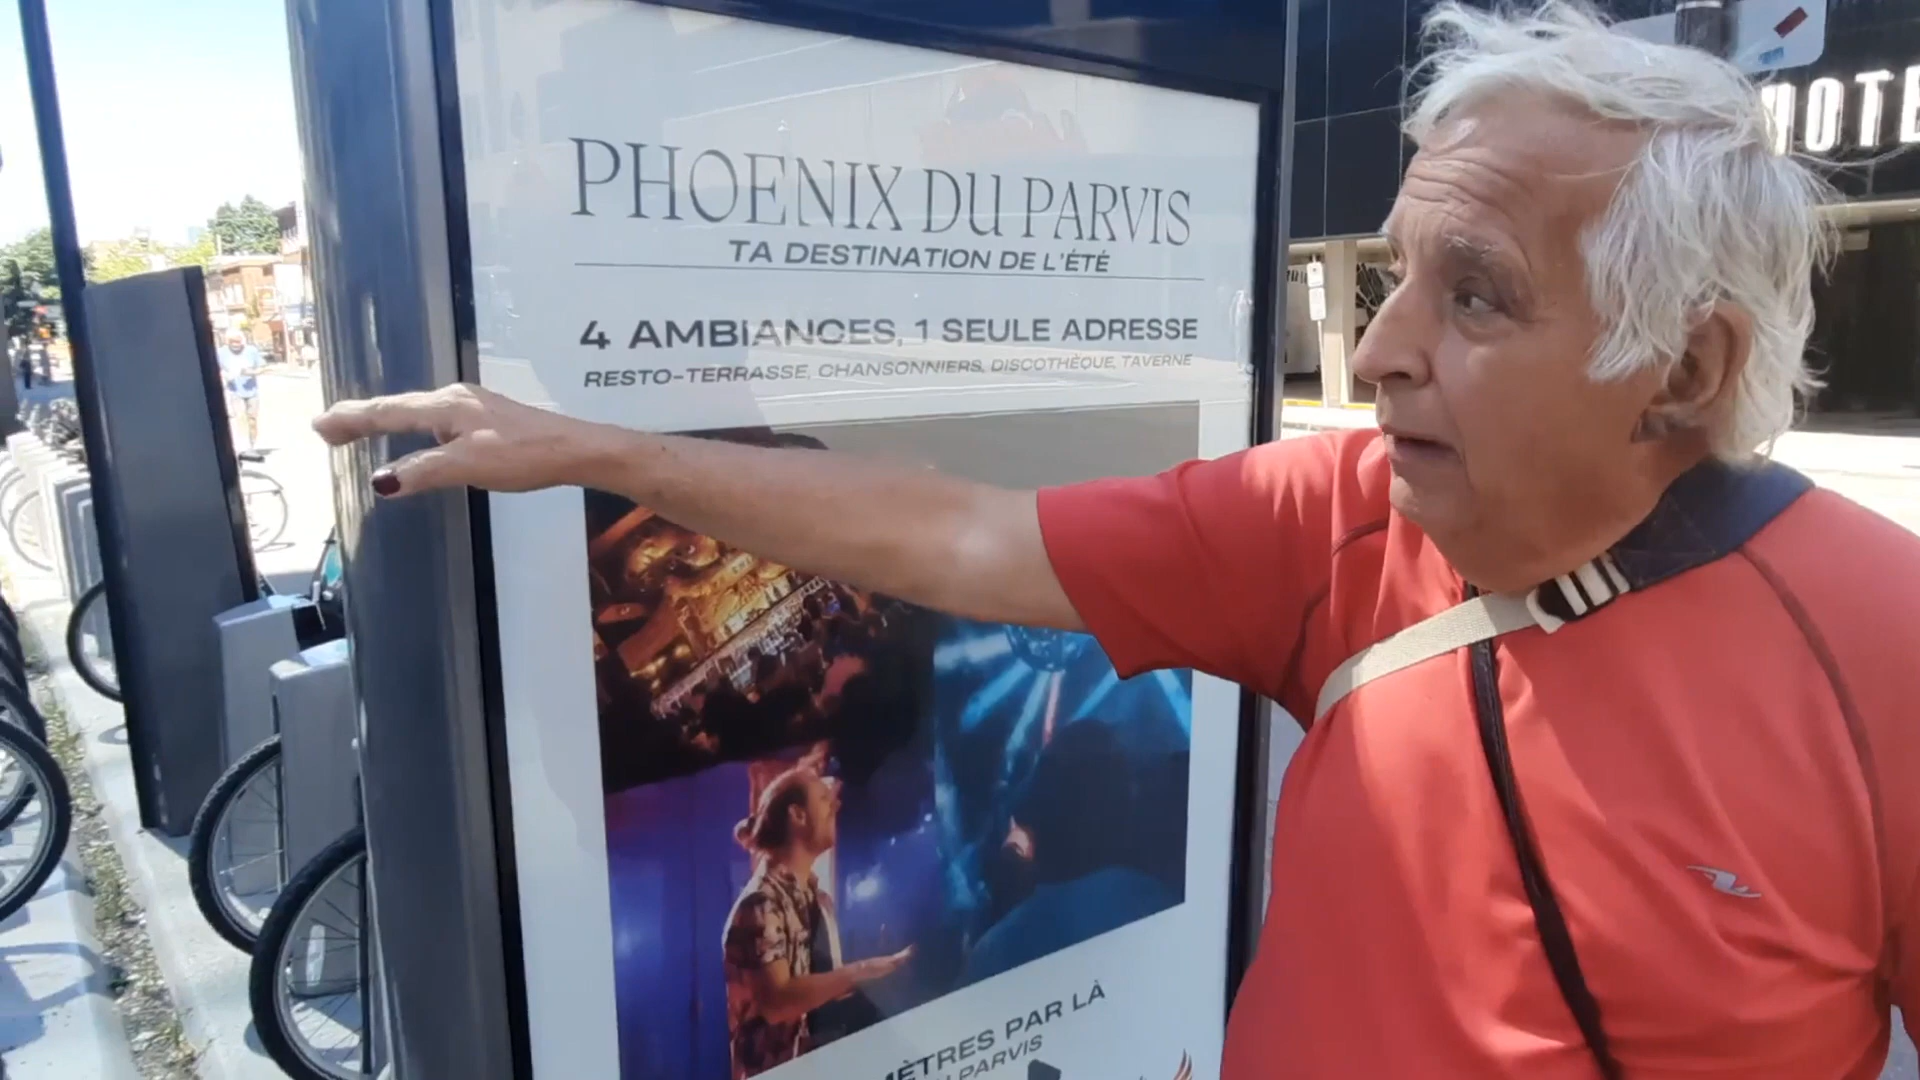 PHOENIX DU PARVIS
TA DESTINATION DE L'ÉTÉ
4 AMBIANCES, 1 SEULE ADRESSE
RESTO-TERRASSE, CHANSONNIERS, DISCOTHÈQUE, TAVERNE
HOTE
MÈTRES PAR LÀ
PARVIS